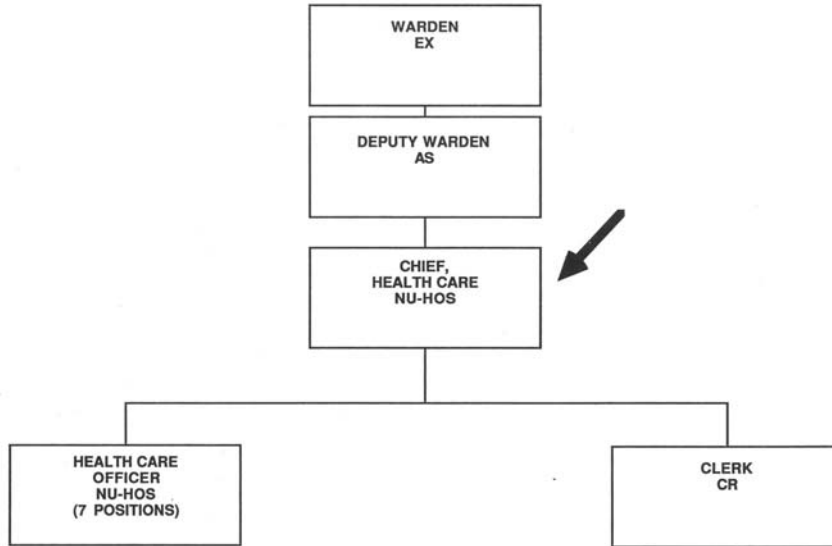 WARDEN
EX
DEPUTY WARDEN
AS
CHIEF,
HEALTH CARE
NU-HOS
HEALTH CARE
OFFICER
NU-HOS
(7 POSITIONS)
CLERK
CR